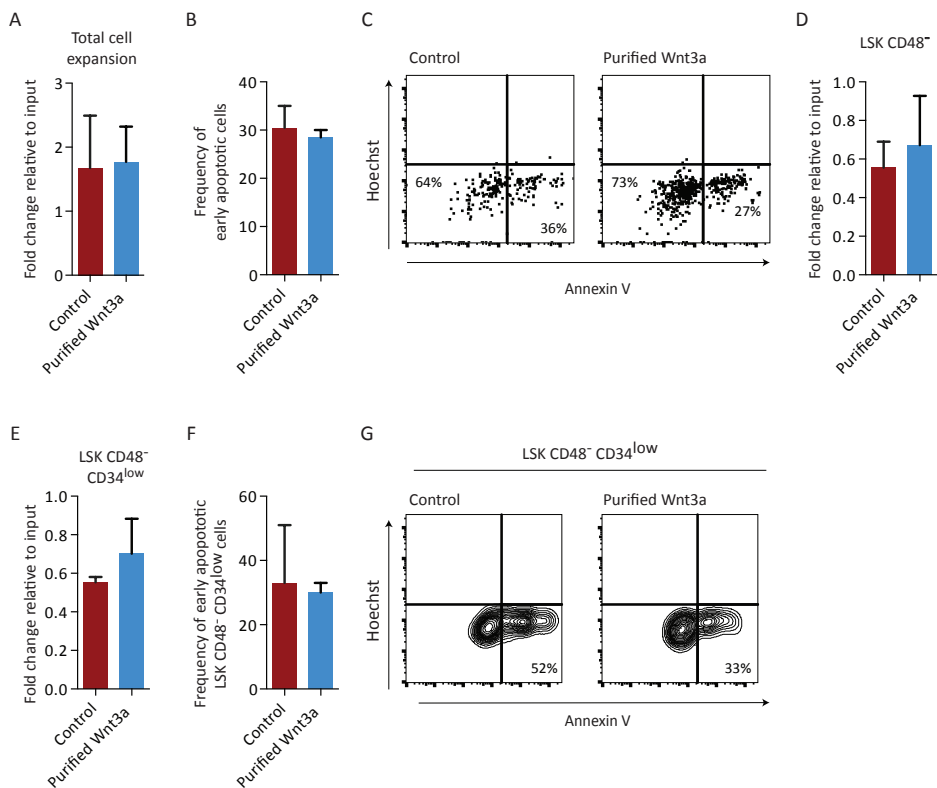 A
Total cell
expansion
Fold change relative to input
3
2
1
0
Control
Purified Wnt3a
B
Frequency of
early apoptotic cells
40
30
20
10
0
Control
Purified Wnt3a
C
Control
Purified Wnt3a
Hoechst
64%
36%
73%
27%
Annexin V
D
LSK CD48⁻
Fold change relative to input
1.0
0.8
0.6
0.4
0.2
0.0
Control
Purified Wnt3a
E
LSK CD48⁻
CD34low
Fold change relative to input
1.0
0.8
0.6
0.4
0.2
0.0
Control
Purified Wnt3a
F
Frequency of early apopototic
LSK CD48⁻ CD34low cells
60
40
20
0
Control
Purified Wnt3a
G
LSK CD48⁻ CD34low
Control
Purified Wnt3a
Hoechst
52%
33%
Annexin V